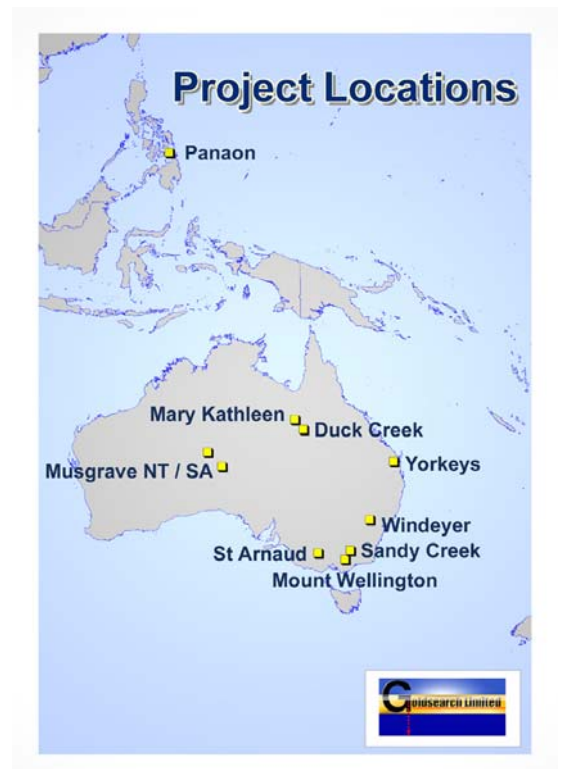 Project Locations
Panaon
Mary Kathleen
Duck Creek
Musgrave NT / SA
Yorkeys
Windeyer
St Arnaud
Sandy Creek
Mount Wellington
Goldsearch Limited